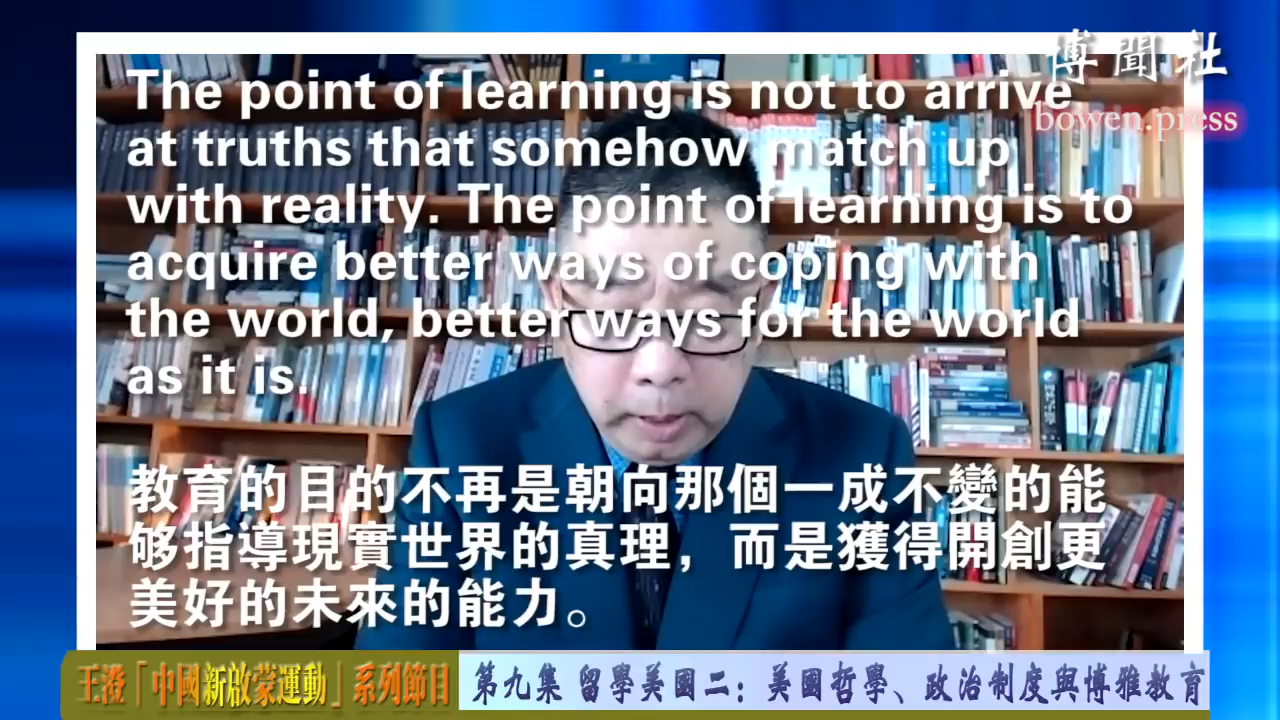 博聞社
bowen.press
The point of learning is not to arrive
at truths that somehow match up
with reality. The point of learning is to
acquire better ways of coping with
the world, better ways for the world
as it is.
教育的目的不再是朝向那個一成不變的能
够指導現實世界的真理，而是獲得開創更
美好的未來的能力。
王澄「中國新啟蒙運動」系列節目
第九集 留學美國二：美國哲學、政治制度與博雅教育